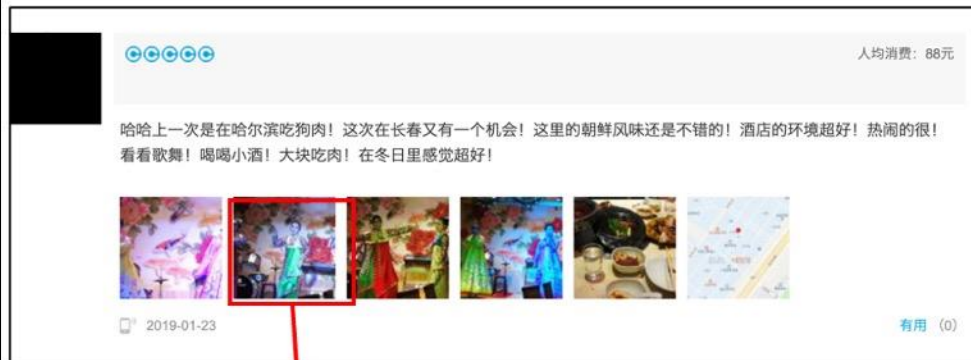 人均消费：88元
哈哈上一次是在哈尔滨吃狗肉！这次在长春又有一个机会！这里的朝鲜风味还是不错的！酒店的环境超好！热闹的很！
看看歌舞！喝喝小酒！大块吃肉！在冬日里感觉超好！
2019-01-23
有用（0）